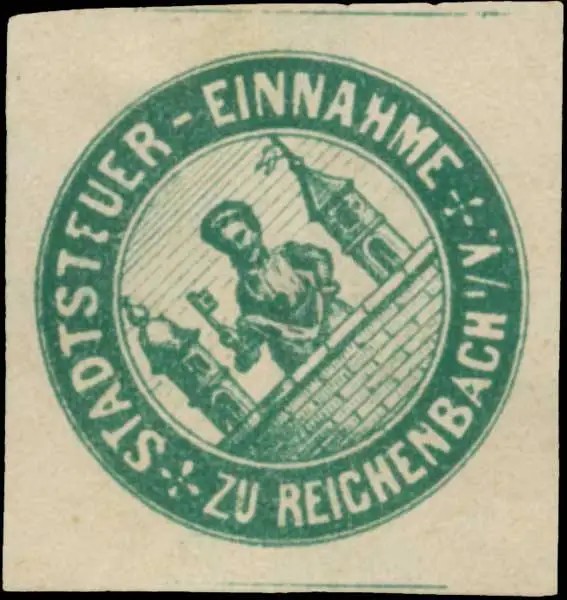 STADTSTEUER-EINNAHME
ZU REICHENBACH i/V.